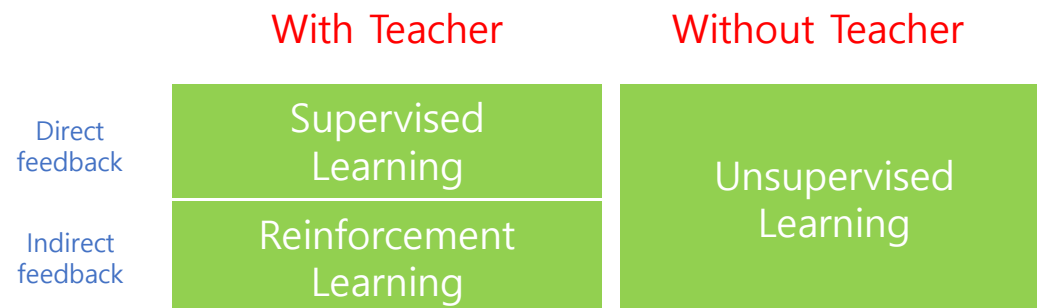 With Teacher
Without Teacher
Direct
feedback
Supervised
Learning
Unsupervised
Learning
Indirect
feedback
Reinforcement
Learning